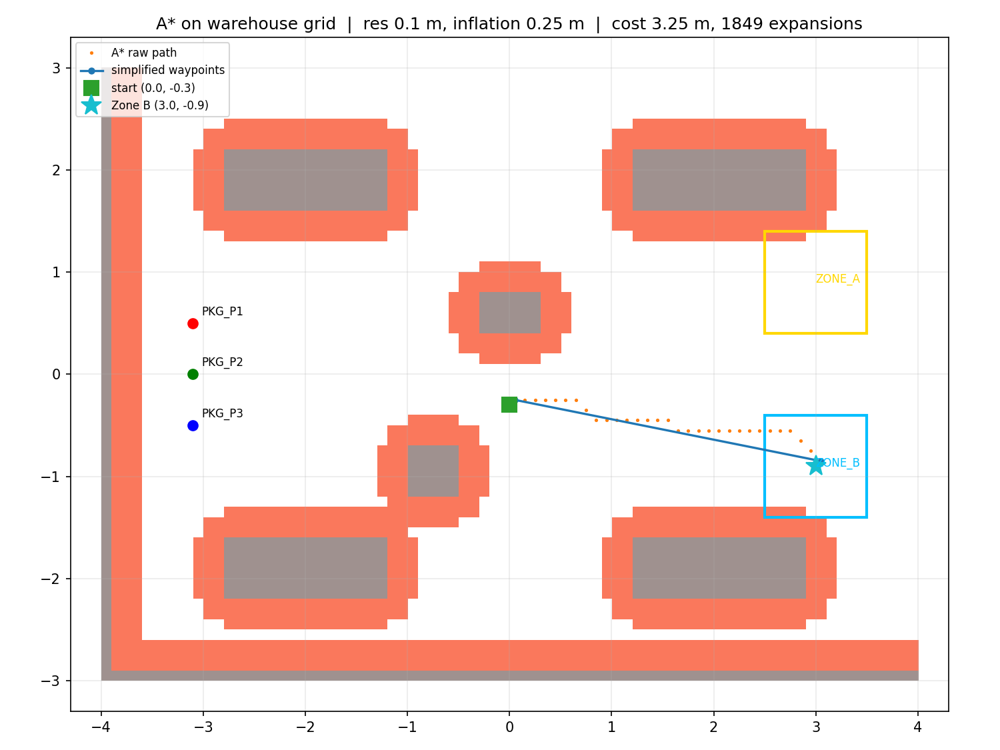 A* on warehouse grid | res 0.1 m, inflation 0.25 m | cost 3.25 m, 1849 expansions
A* raw path
simplified waypoints
start (0.0, -0.3)
Zone B (3.0, -0.9)
3
2
1
0
−1
−2
−3
ZONE_A
PKG_P1
PKG_P2
PKG_P3
ZONE_B
−4
−3
−2
−1
0
1
2
3
4